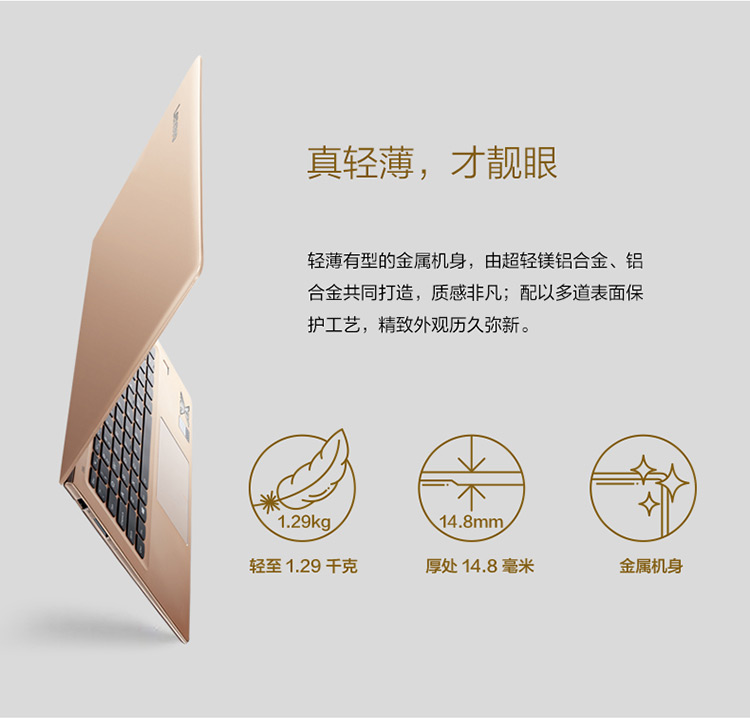 真轻薄，才靓眼
轻薄有型的金属机身，由超轻镁铝合金、铝
合金共同打造，质感非凡；配以多道表面保
护工艺，精致外观历久弥新。
1.29kg
14.8mm
轻至 1.29 千克
厚处 14.8 毫米
金属机身